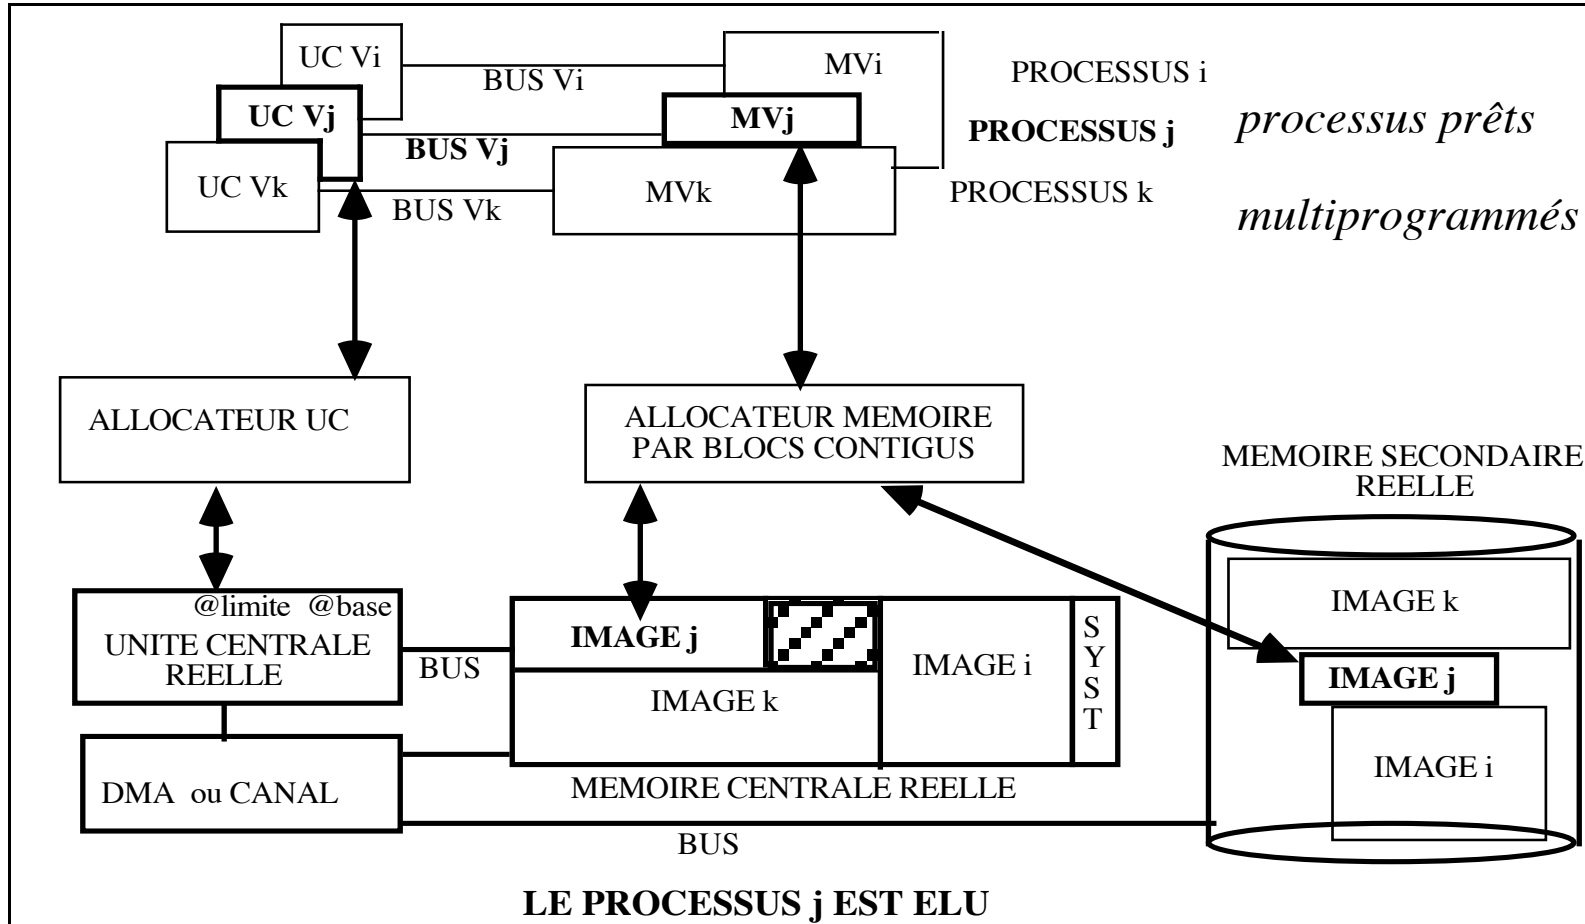 UC Vi
BUS Vi
MVi
PROCESSUS i
UC Vj
BUS Vj
MVj
PROCESSUS j
processus prêts
UC Vk
BUS Vk
MVk
PROCESSUS k
multiprogrammés
ALLOCATEUR UC
ALLOCATEUR MEMOIRE
PAR BLOCS CONTIGUS
MEMOIRE SECONDAIRE
REELLE
@limite @base
UNITE CENTRALE
REELLE
BUS
IMAGE j
IMAGE k
IMAGE i
S
Y
S
T
IMAGE k
IMAGE j
IMAGE i
DMA ou CANAL
MEMOIRE CENTRALE REELLE
BUS
LE PROCESSUS j EST ELU